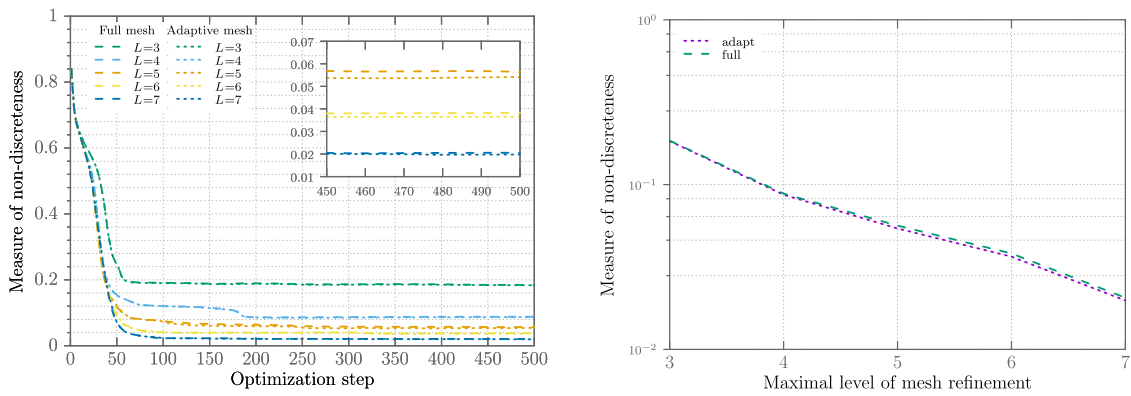 Measure of non-discreteness
1
0.8
0.6
0.4
0.2
0
0 50 100 150 200 250 300 350 400 450 500
Optimization step
Full mesh Adaptive mesh
L=3 L=3
L=4 L=4
L=5 L=5
L=6 L=6
L=7 L=7
0.07
0.06
0.05
0.04
0.03
0.02
0.01
450 460 470 480 490 500
Measure of non-discreteness
10⁰
10⁻¹
10⁻²
adapt
full
3 4 5 6 7
Maximal level of mesh refinement